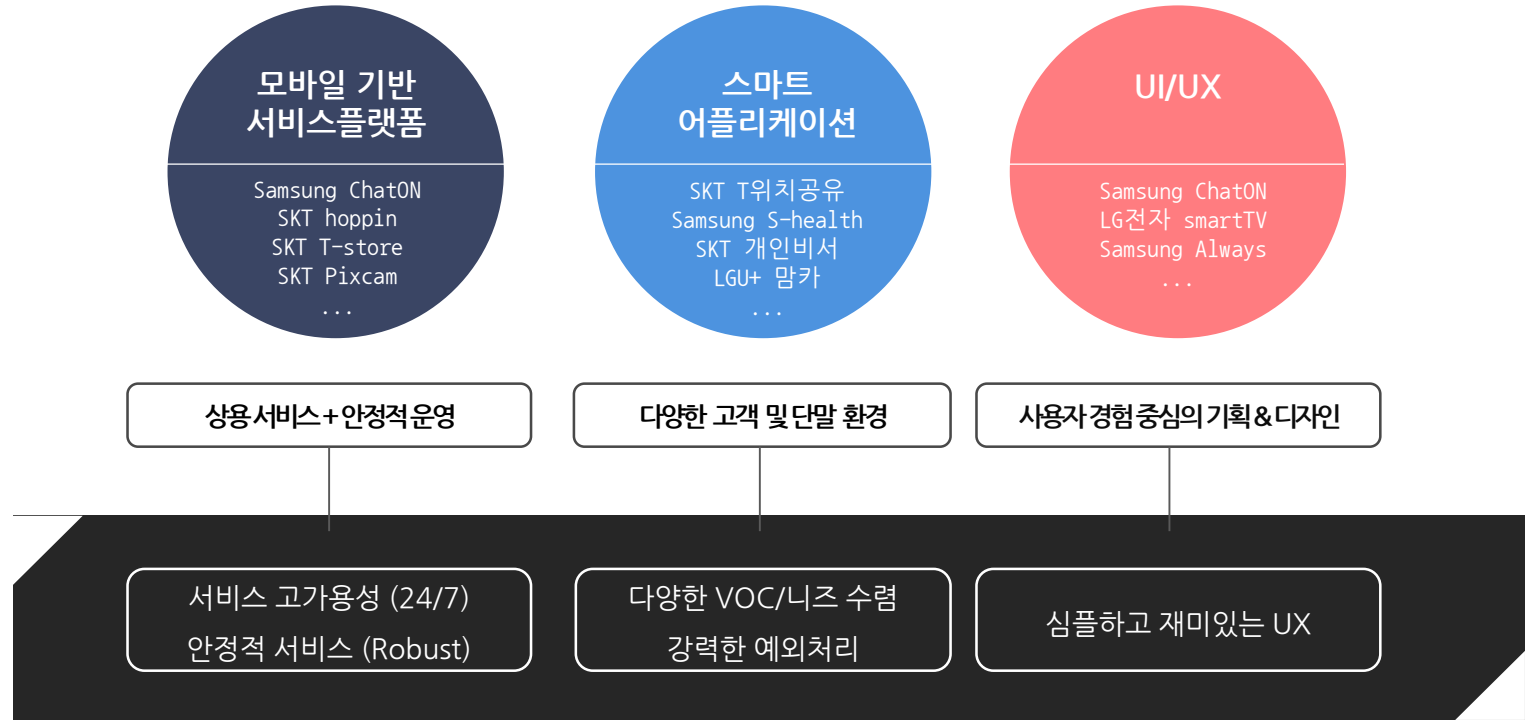 모바일 기반
서비스플랫폼
Samsung ChatON
SKT hoppin
SKT T-store
SKT Pixcam
...
스마트
어플리케이션
SKT T위치공유
Samsung S-health
SKT 개인비서
LGU+ 맘카
...
UI/UX
Samsung ChatON
LG전자 smartTV
Samsung Always
...
상용 서비스 + 안정적 운영
다양한 고객 및 단말 환경
사용자 경험 중심의 기획 & 디자인
서비스 고가용성 (24/7)
안정적 서비스 (Robust)
다양한 VOC/니즈 수렴
강력한 예외처리
심플하고 재미있는 UX